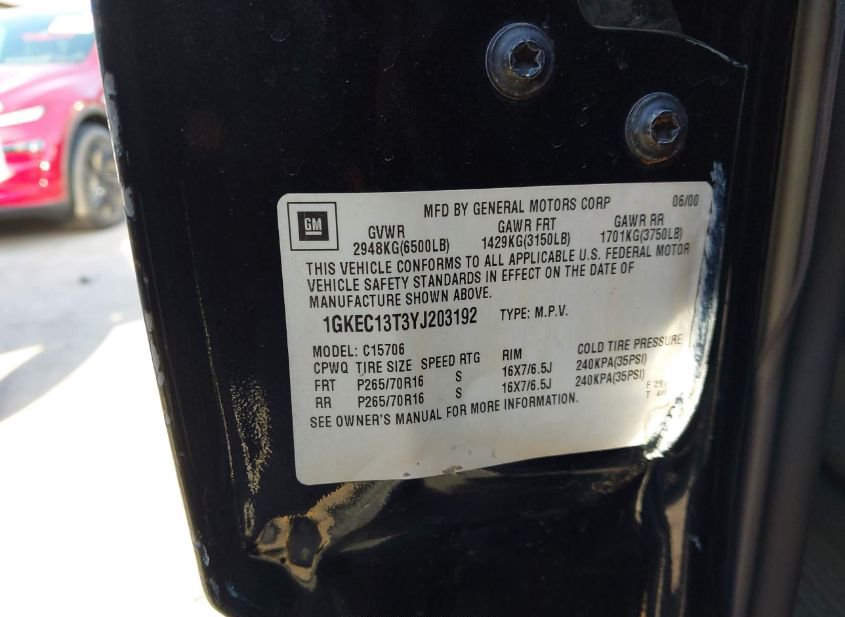 MFD BY GENERAL MOTORS CORP 06/00
GM
GVWR GAWR FRT GAWR RR
2948KG(6500LB) 1429KG(3150LB) 1701KG(3750LB)
THIS VEHICLE CONFORMS TO ALL APPLICABLE U.S. FEDERAL MOTOR
VEHICLE SAFETY STANDARDS IN EFFECT ON THE DATE OF
MANUFACTURE SHOWN ABOVE.
1GKEC13T3YJ203192 TYPE: M.P.V.
MODEL: C15706
CPWQ TIRE SIZE SPEED RTG RIM COLD TIRE PRESSURE
FRT P265/70R16 S 16X7/6.5J 240KPA(35PSI)
RR P265/70R16 S 16X7/6.5J 240KPA(35PSI)
SEE OWNER'S MANUAL FOR MORE INFORMATION.
F
T